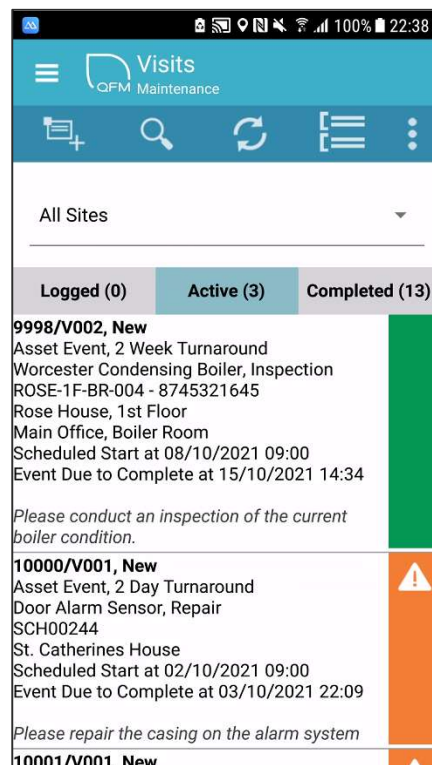 100% 22:38
Visits
QFM Maintenance
All Sites
Logged (0) Active (3) Completed (13)
9998/V002, New
Asset Event, 2 Week Turnaround
Worcester Condensing Boiler, Inspection
ROSE-1F-BR-004 - 8745321645
Rose House, 1st Floor
Main Office, Boiler Room
Scheduled Start at 08/10/2021 09:00
Event Due to Complete at 15/10/2021 14:34
Please conduct an inspection of the current
boiler condition.
10000/V001, New
Asset Event, 2 Day Turnaround
Door Alarm Sensor, Repair
SCH00244
St. Catherines House
Scheduled Start at 02/10/2021 09:00
Event Due to Complete at 03/10/2021 22:09
Please repair the casing on the alarm system
10001/V001, New